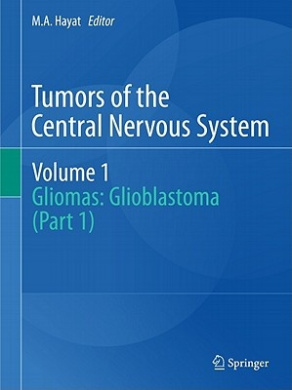 M.A. Hayat Editor
Tumors of the
Central Nervous System
Volume 1
Gliomas: Glioblastoma
(Part 1)
Springer